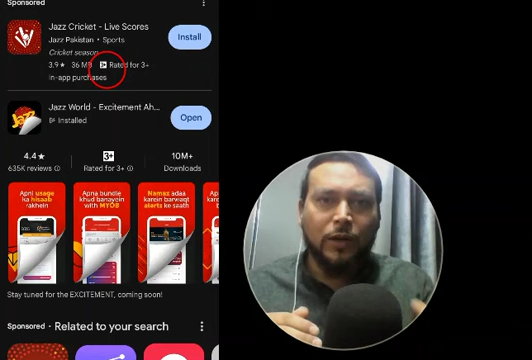 Sponsored
Jazz Cricket - Live Scores
Jazz Pakistan • Sports
Cricket season
3.9 ★ 36 MB 3+ Rated for 3+
In-app purchases
Install
Jazz World - Excitement Ah...
Installed
Open
4.4 ★
635K reviews
3+
Rated for 3+
10M+
Downloads
Apni usage
ka hisaab
rakhein
Apna bundle
khud banayein
with MYOB
Namaz adaa
karein barwaqt
alerts ke saath
Stay tuned for the EXCITEMENT, coming soon!
Sponsored • Related to your search